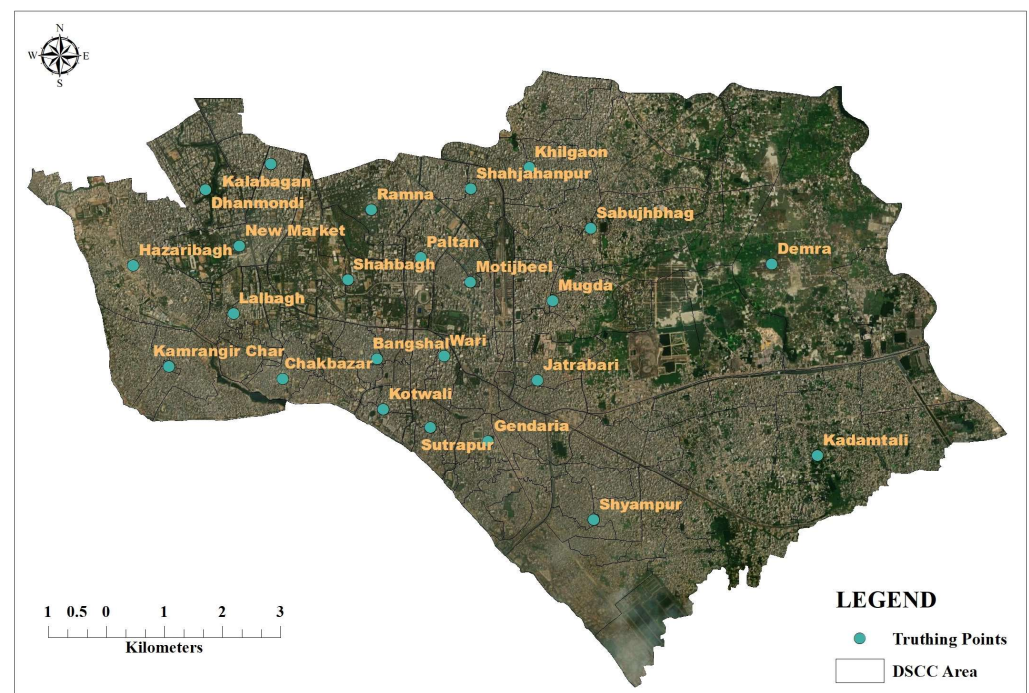 N
W E
S
Khilgaon
Kalabagan
Shahjahanpur
Dhanmondi
Ramna
Sabujhbhag
New Market
Hazaribagh
Paltan
Demra
Shahbagh
Motijheel
Mugda
Lalbagh
Kamrangir Char
Bangshal
Wari
Chakbazar
Jatrabari
Kotwali
Gendaria
Sutrapur
Kadamtali
Shyampur
1 0.5 0 1 2 3
Kilometers
LEGEND
Truthing Points
DSCC Area